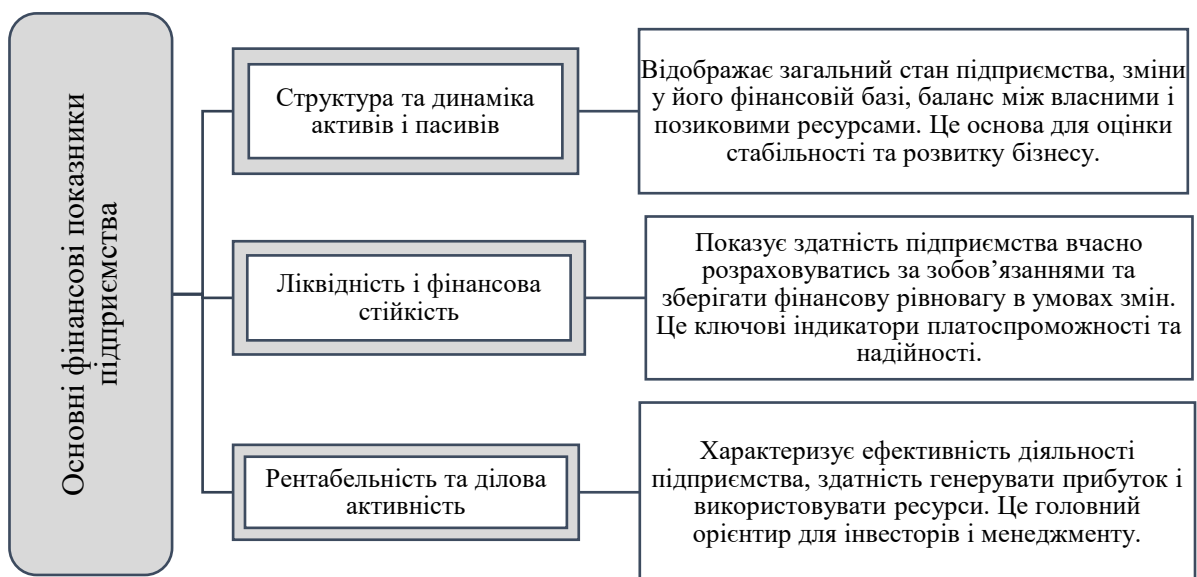 Основні фінансові показники
підприємства
Структура та динаміка
активів і пасивів
Відображає загальний стан підприємства, зміни
у його фінансовій базі, баланс між власними і
позиковими ресурсами. Це основа для оцінки
стабільності та розвитку бізнесу.
Ліквідність і фінансова
стійкість
Показує здатність підприємства вчасно
розраховуватись за зобов’язаннями та
зберігати фінансову рівновагу в умовах змін.
Це ключові індикатори платоспроможності та
надійності.
Рентабельність та ділова
активність
Характеризує ефективність діяльності
підприємства, здатність генерувати прибуток і
використовувати ресурси. Це головний
орієнтир для інвесторів і менеджменту.